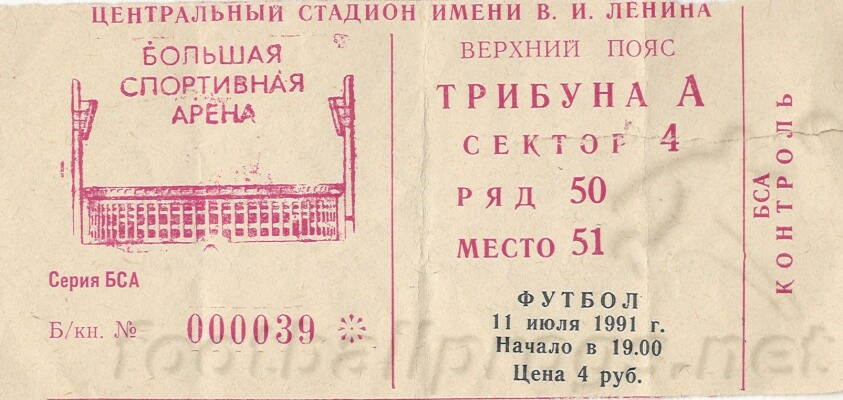 ЦЕНТРАЛЬНЫЙ СТАДИОН ИМЕНИ В. И. ЛЕНИНА
БОЛЬШАЯ
СПОРТИВНАЯ
АРЕНА
Серия БСА
Б/кн. № 000039
ВЕРХНИЙ ПОЯС
ТРИБУНА А
СЕКТОР 4
РЯД 50
МЕСТО 51
ФУТБОЛ
11 июля 1991 г.
Начало в 19.00
Цена 4 руб.
БСА
КОНТРОЛЬ